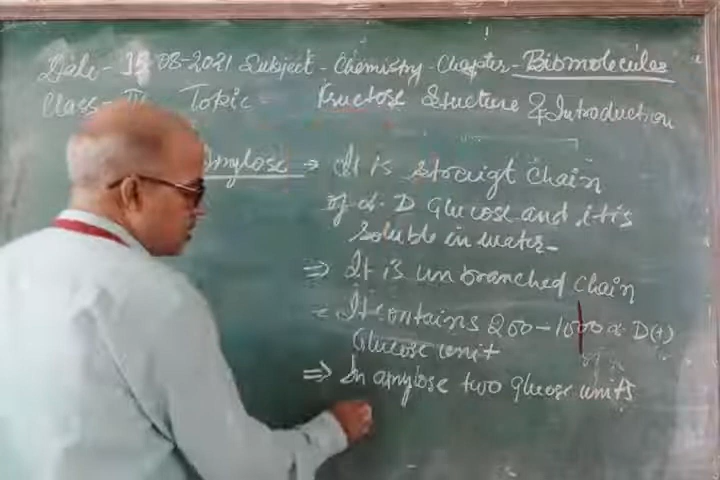 Date - 15-08-2021 Subject - Chemistry - Chapter - Biomolecules
Class - Topic Fructose Structure & Introduction
Amylose → It is straigt chain
of α. D Glucose and it is
soluble in water -
⇒ It is unbranched chain
= It contains 200-1000 α. D(+)
Glucose unit
⇒ In amylose two glucose units